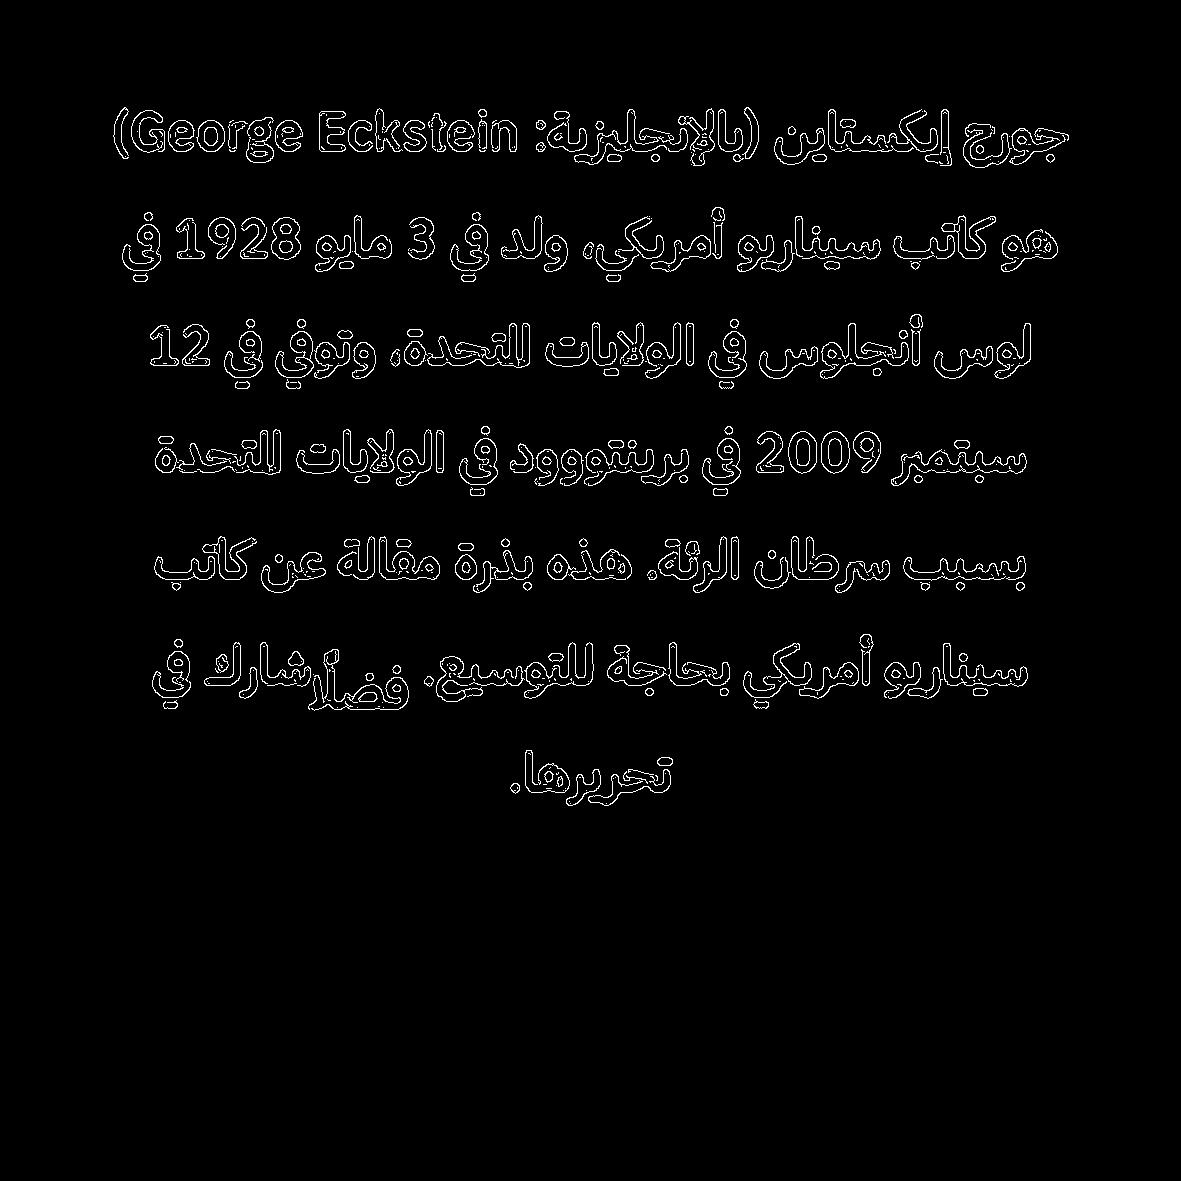 جورج إيكستاين (بالإنجليزية: George Eckstein)
هو كاتب سيناريو أمريكي، ولد في 3 مايو 1928 في
لوس أنجلوس في الولايات المتحدة، وتوفي في 12
سبتمبر 2009 في برينتووود في الولايات المتحدة
بسبب سرطان الرئة. هذه بذرة مقالة عن كاتب
سيناريو أمريكي بحاجة للتوسيع. فضلًا شارك في
تحريرها.